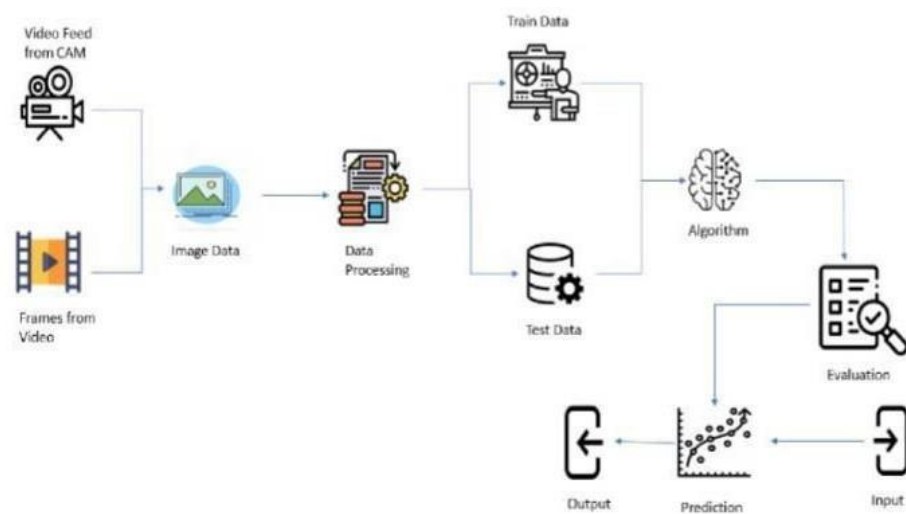 Video Feed
from CAM
Train Data
Image Data
Data
Processing
Algorithm
Frames from
Video
Test Data
Evaluation
Output
Prediction
Input